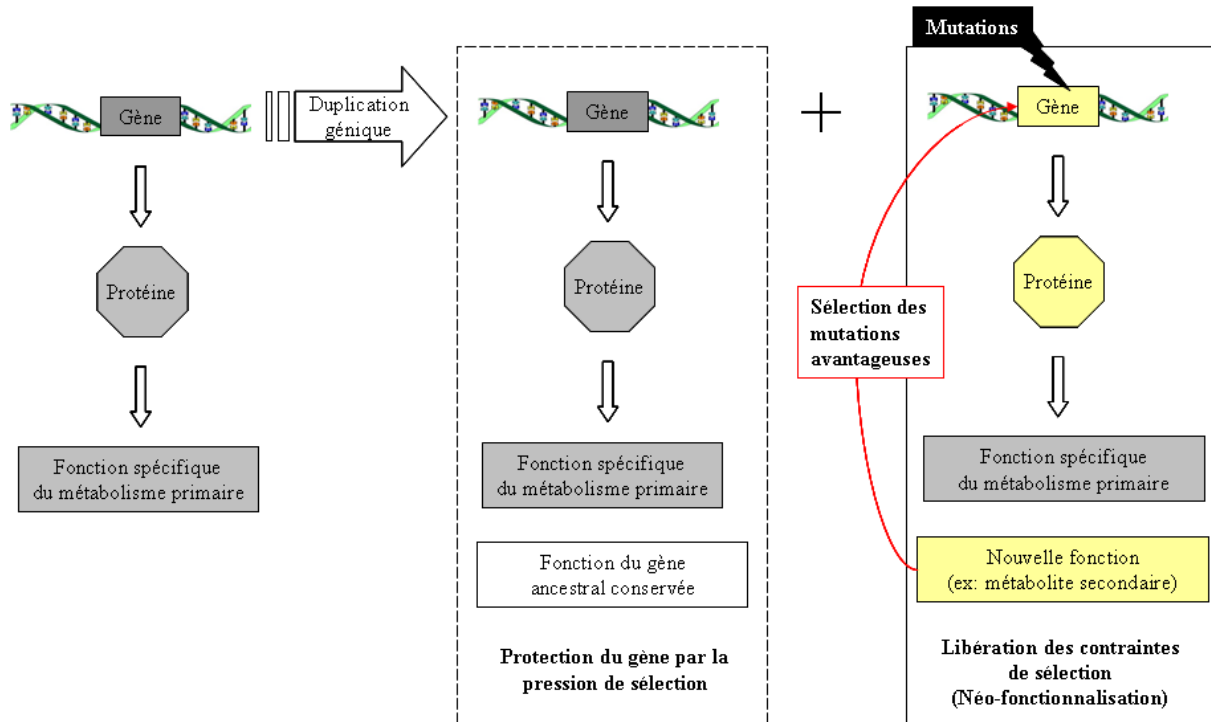 Gène
Protéine
Fonction spécifique
du métabolisme primaire
Duplication
génique
Gène
Protéine
Fonction spécifique
du métabolisme primaire
Fonction du gène
ancestral conservée
Protection du gène par la
pression de sélection
Mutations
Gène
Protéine
Sélection des
mutations
avantageuses
Fonction spécifique
du métabolisme primaire
Nouvelle fonction
(ex: métabolite secondaire)
Libération des contraintes
de sélection
(Néo-fonctionnalisation)